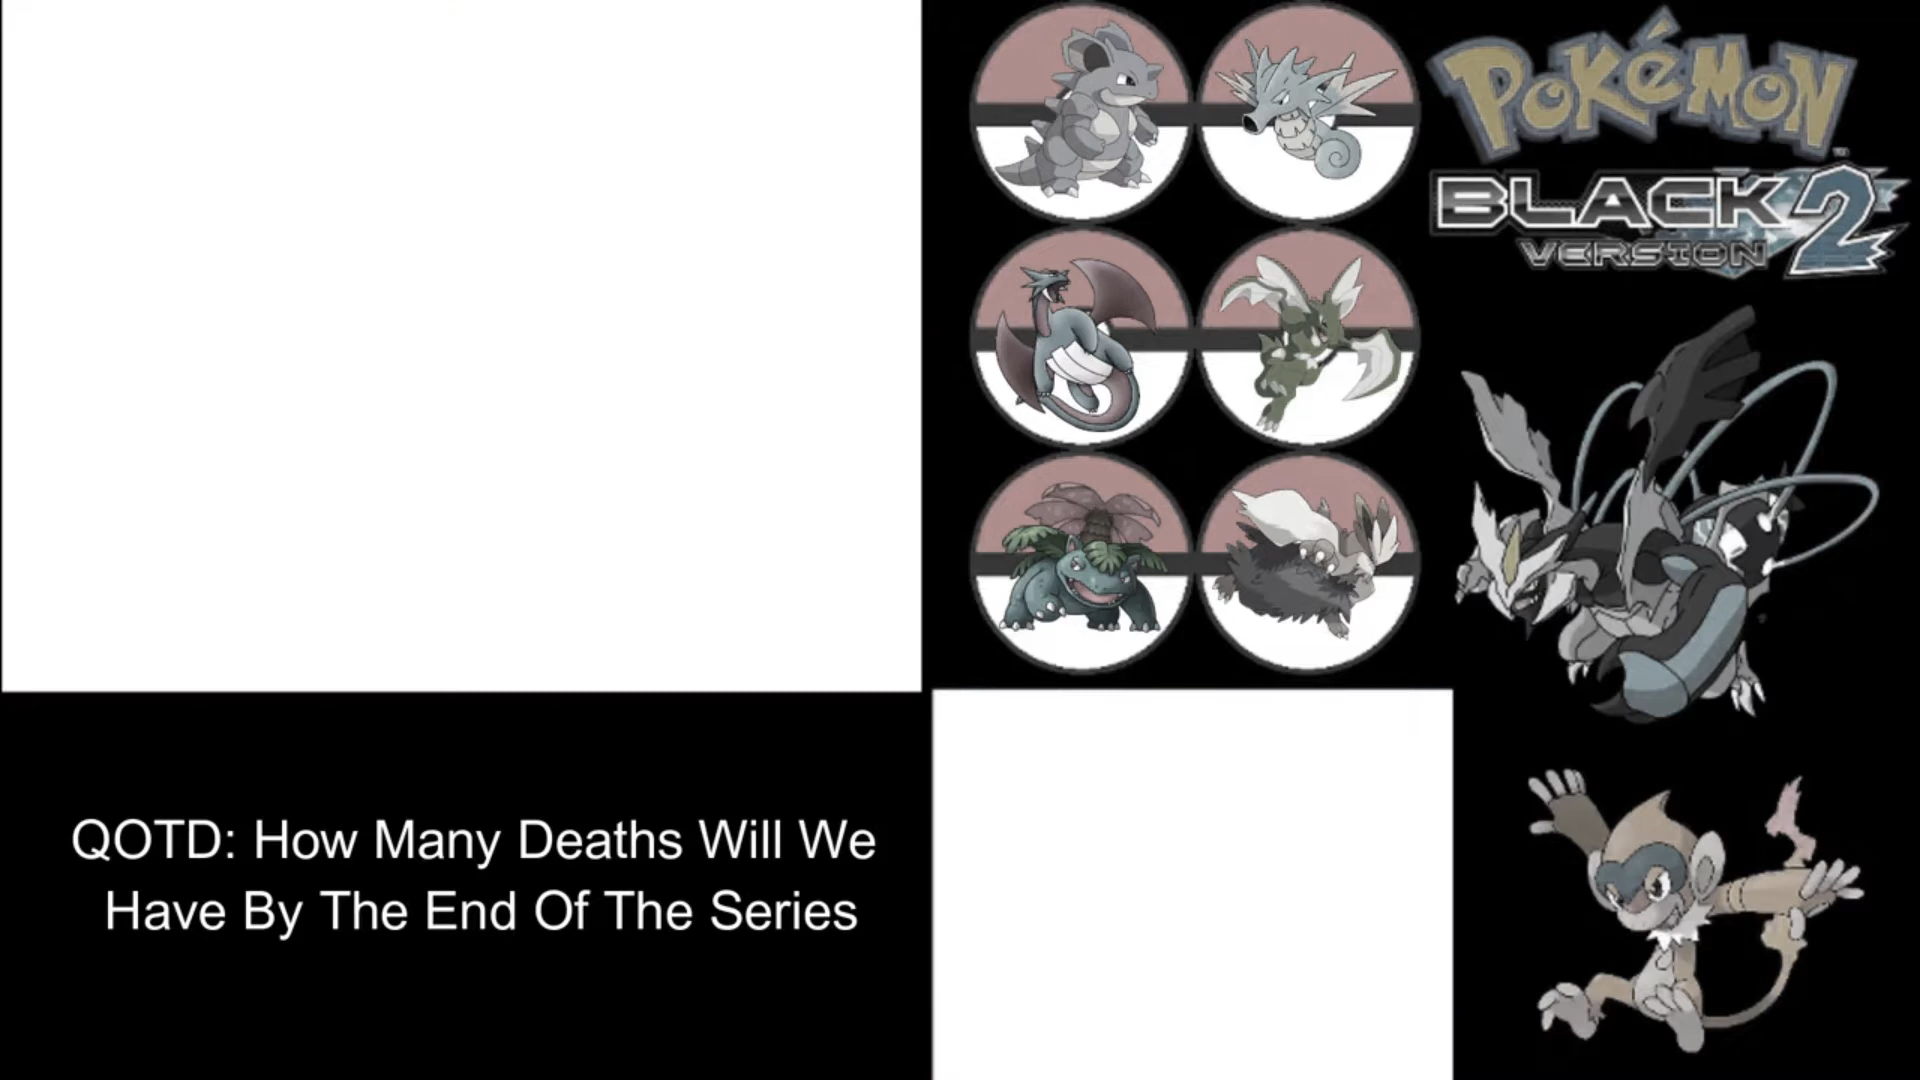 POKéMON
BLACK 2
VERSION
QOTD: How Many Deaths Will We
Have By The End Of The Series